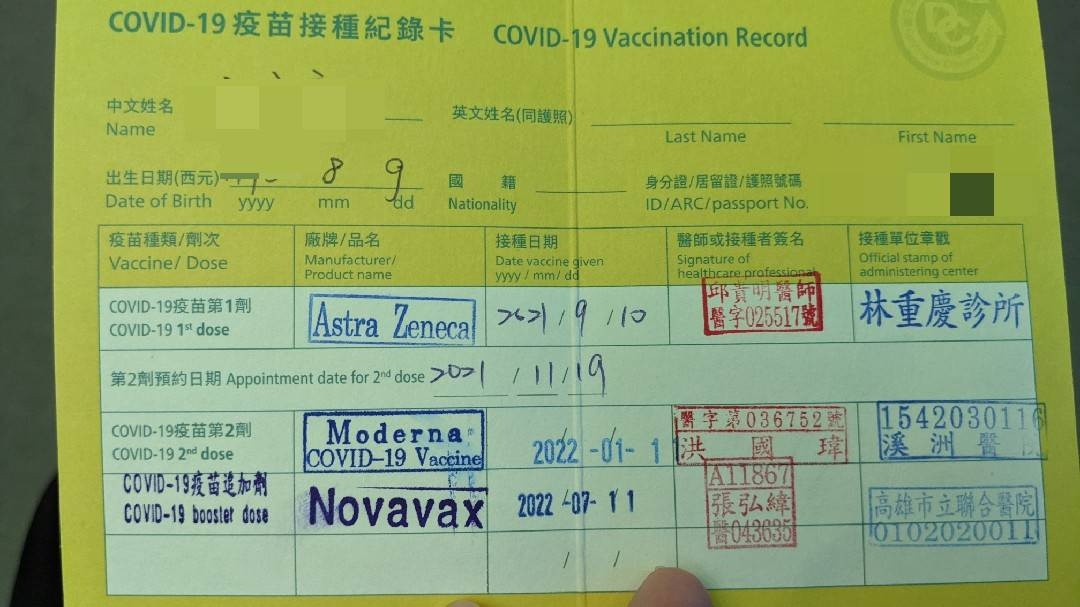 COVID-19 疫苗接種紀錄卡 COVID-19 Vaccination Record
中文姓名 英文姓名(同護照)
Name Last Name First Name
出生日期(西元) 8 9 國 籍 身分證/居留證/護照號碼
Date of Birth yyyy mm dd Nationality ID/ARC/passport No.
疫苗種類/劑次 廠牌/品名 接種日期 醫師或接種者簽名 接種單位章戳
Vaccine/ Dose Manufacturer/ Date vaccine given Signature of Official stamp of
Product name yyyy / mm/ dd healthcare professional administering center
COVID-19疫苗第1劑 Astra Zeneca 2021 / 9 / 10 邱貴明醫師 林重慶診所
COVID-19 1st dose 醫字025517號
第2劑預約日期 Appointment date for 2nd dose 2021 / 11 / 19
COVID-19疫苗第2劑 Moderna 醫字第036752號 1542030116
COVID-19 2nd dose COVID-19 Vaccine 2022 -01- 1 洪國瑋 溪洲醫
COVID-19疫苗追加劑 Novavax 2022 -07- 11 A11867 高雄市立聯合醫院
COVID-19 booster dose 張弘緯 0102020011
醫043635
/ /